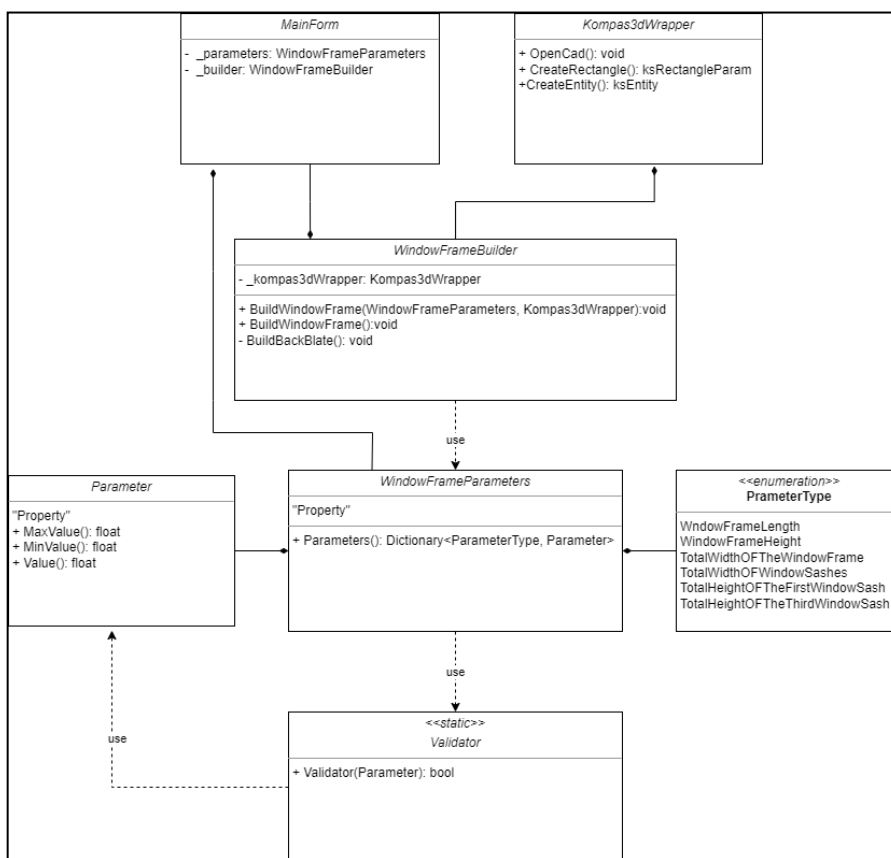 MainForm
- _parameters: WindowFrameParameters
- _builder: WindowFrameBuilder
Kompas3dWrapper
+ OpenCad(): void
+ CreateRectangle(): ksRectangleParam
+CreateEntity(): ksEntity
WindowFrameBuilder
- _kompas3dWrapper: Kompas3dWrapper
+ BuildWindowFrame(WindowFrameParameters, Kompas3dWrapper):void
+ BuildWindowFrame():void
- BuildBackBlate(): void
use
Parameter
"Property"
+ MaxValue(): float
+ MinValue(): float
+ Value(): float
WindowFrameParameters
"Property"
+ Parameters(): Dictionary<ParameterType, Parameter>
<<enumeration>>
PrameterType
WndowFrameLength
WindowFrameHeight
TotalWidthOFTheWindowFrame
TotalWidthOFWindowSashes
TotalHeightOFTheFirstWindowSash
TotalHeightOFTheThirdWindowSash
use
use
<<static>>
Validator
+ Validator(Parameter): bool